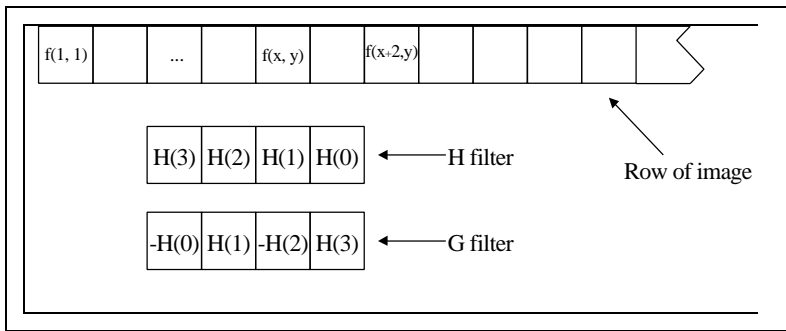 f(1, 1) ... f(x, y) f(x+2,y)
H(3) H(2) H(1) H(0) H filter
Row of image
-H(0) H(1) -H(2) H(3) G filter